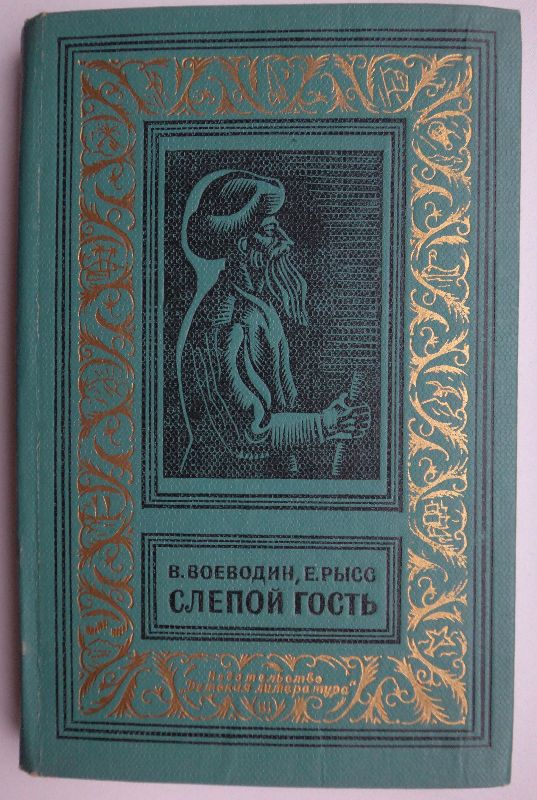 В. ВОЕВОДИН, Е. РЫСС
СЛЕПОЙ ГОСТЬ
Издательство
"Детская литература"